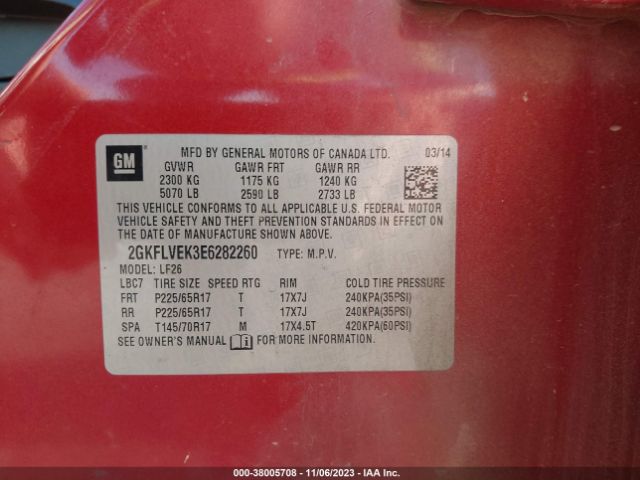 GM
MFD BY GENERAL MOTORS OF CANADA LTD. 03/14
GVWR GAWR FRT GAWR RR
2300 KG 1175 KG 1240 KG
5070 LB 2590 LB 2733 LB
THIS VEHICLE CONFORMS TO ALL APPLICABLE U.S. FEDERAL MOTOR
VEHICLE SAFETY AND THEFT PREVENTION STANDARDS IN EFFECT ON
THE DATE OF MANUFACTURE SHOWN ABOVE.
2GKFLVEK3E6282260 TYPE: M.P.V.
MODEL: LF26
LBC7 TIRE SIZE SPEED RTG RIM COLD TIRE PRESSURE
FRT P225/65R17 T 17X7J 240KPA(35PSI)
RR P225/65R17 T 17X7J 240KPA(35PSI)
SPA T145/70R17 M 17X4.5T 420KPA(60PSI)
SEE OWNER'S MANUAL FOR MORE INFORMATION.
000-38005708 - 11/06/2023 - IAA Inc.